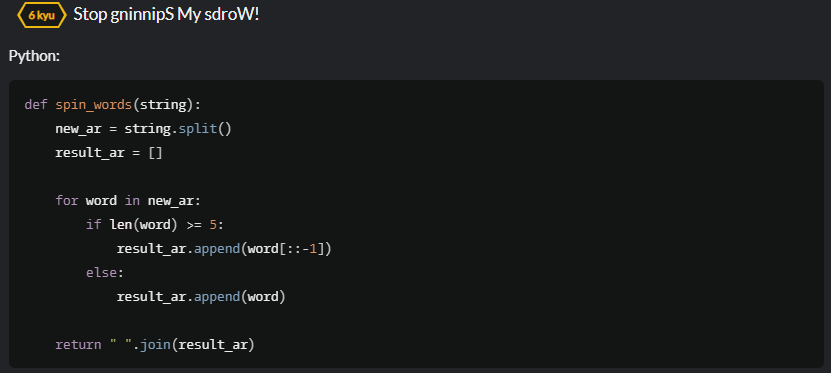 6 kyu Stop gninnipS My sdroW!
Python:
def spin_words(string):
    new_ar = string.split()
    result_ar = []
    for word in new_ar:
        if len(word) >= 5:
            result_ar.append(word[::-1])
        else:
            result_ar.append(word)
    return " ".join(result_ar)